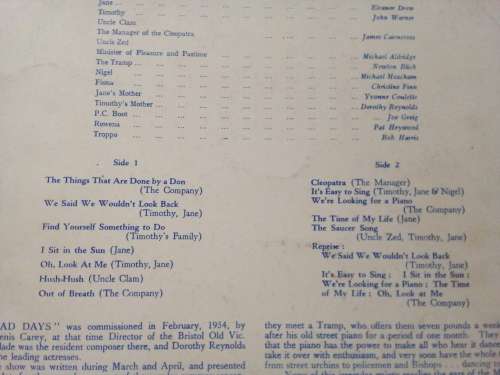 Jane ... ... ... ... ... ... ... ... ... Eleanor Drew
Timothy ... ... ... ... ... ... ... ... John Warner
Uncle Clam
The Manager of the Cleopatra ... ... ... ... James Cairncross
Uncle Zed
Minister of Pleasure and Pastime ... ... ... Michael Aldridge
The Tramp ... ... ... ... ... ... ... Newton Blick
Nigel ... ... ... ... ... ... ... ... Michael Meacham
Fiona ... ... ... ... ... ... ... ... Christine Finn
Jane's Mother ... ... ... ... ... ... ... Yvonne Coulette
Timothy's Mother ... ... ... ... ... ... Dorothy Reynolds
P.C. Boot ... ... ... ... ... ... ... Joe Greig
Rowena ... ... ... ... ... ... ... Pat Heywood
Troppo ... ... ... ... ... ... ... Bob Harris
Side 1
The Things That Are Done by a Don
(The Company)
We Said We Wouldn't Look Back
(Timothy, Jane)
Find Yourself Something to Do
(Timothy's Family)
I Sit in the Sun (Jane)
Oh, Look At Me (Timothy, Jane)
Hush-Hush (Uncle Clam)
Out of Breath (The Company)
Side 2
Cleopatra (The Manager)
It's Easy to Sing (Timothy, Jane & Nigel)
We're Looking for a Piano
(The Company)
The Time of My Life (Jane)
The Saucer Song
(Uncle Zed, Timothy, Jane)
Reprise :
We Said We Wouldn't Look Back
(Timothy, Jane)
It's Easy to Sing : I Sit in the Sun :
We're Looking for a Piano : The Time
of My Life : Oh, Look at Me
(The Company)
AD DAYS" was commissioned in February, 1954, by
enis Carey, at that time Director of the Bristol Old Vic.
lade was resident composer there, and Dorothy Reynolds
he leading actresses.
e show was written during March and April, and presented
they meet a Tramp, who offers them seven pounds a week
after his old street piano for a period of one month. They
that the piano has the power to make all who hear it dance
take it over with enthusiasm, and very soon have the whole
from street urchins to policemen and Bishops